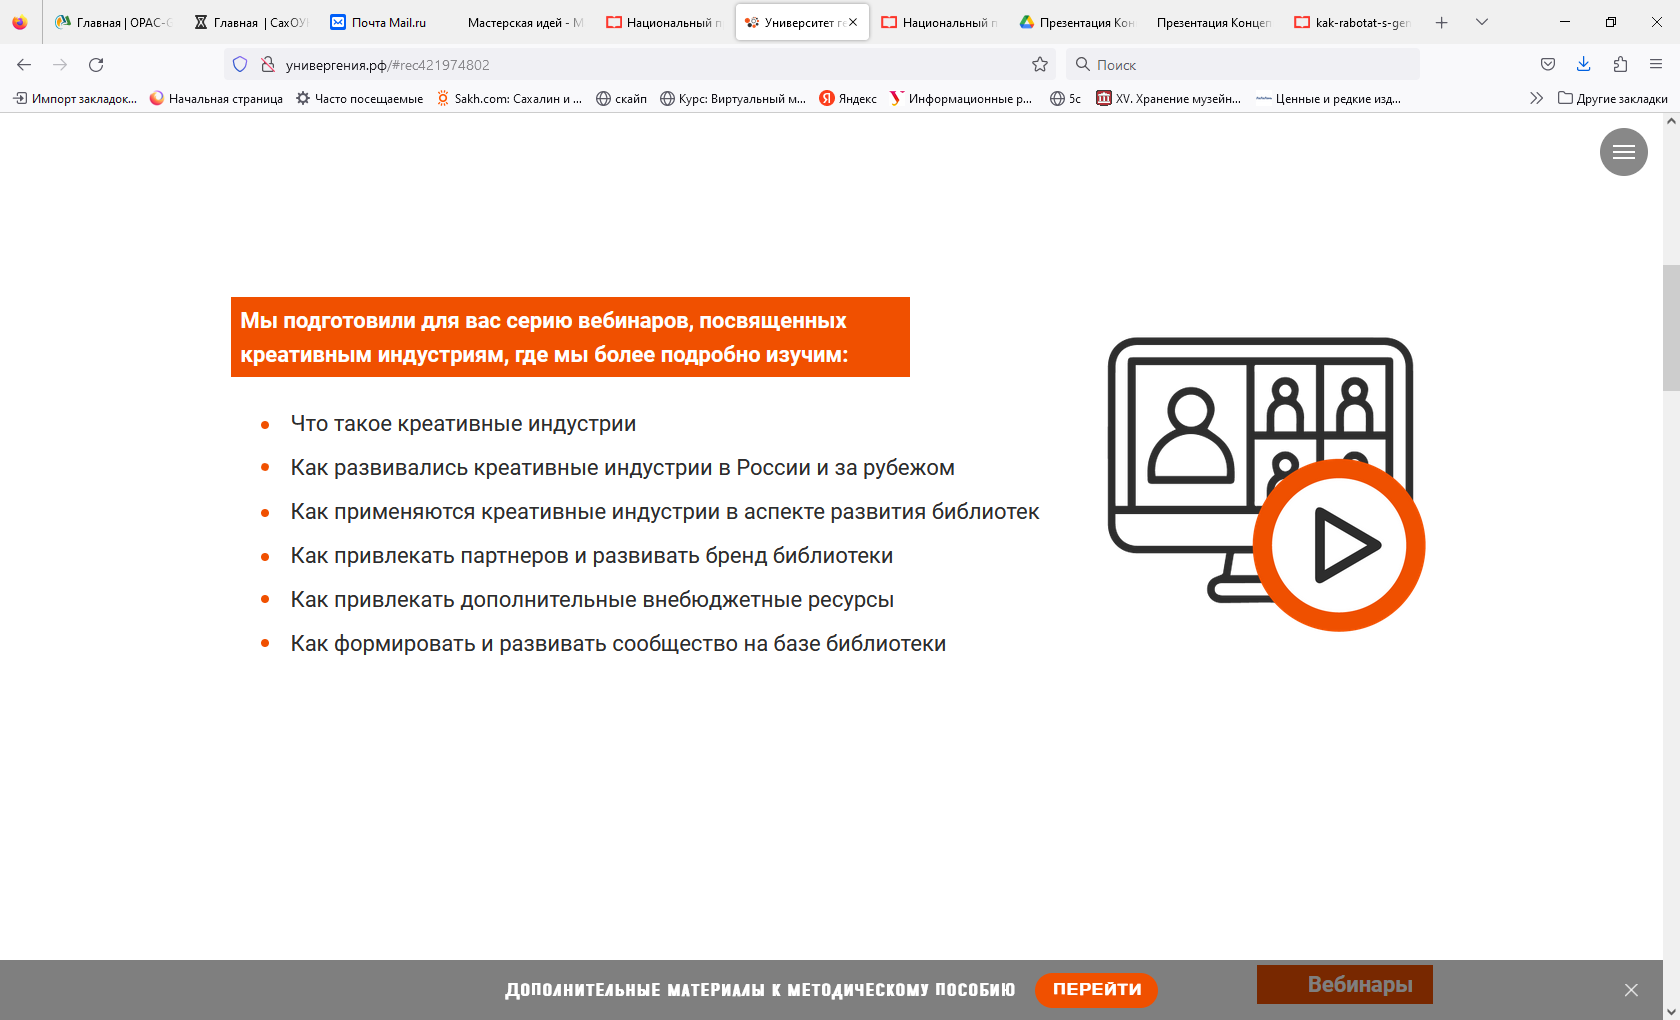 Главная | OPAC-G
Главная | СахОУ
Почта Mail.ru
Мастерская идей - М
Национальный п
Университет ге
Национальный п
Презентация Кон
Презентация Концеп
kak-rabotat-s-gen
универгения.рф/#rec421974802
Поиск
Импорт закладок...
Начальная страница
Часто посещаемые
Sakh.com: Сахалин и ...
скайп
Курс: Виртуальный м...
Яндекс
Информационные р...
5с
XV. Хранение музейн...
Ценные и редкие изд...
Другие закладки
Мы подготовили для вас серию вебинаров, посвященных
креативным индустриям, где мы более подробно изучим:
Что такое креативные индустрии
Как развивались креативные индустрии в России и за рубежом
Как применяются креативные индустрии в аспекте развития библиотек
Как привлекать партнеров и развивать бренд библиотеки
Как привлекать дополнительные внебюджетные ресурсы
Как формировать и развивать сообщество на базе библиотеки
ДОПОЛНИТЕЛЬНЫЕ МАТЕРИАЛЫ К МЕТОДИЧЕСКОМУ ПОСОБИЮ
ПЕРЕЙТИ
Вебинары